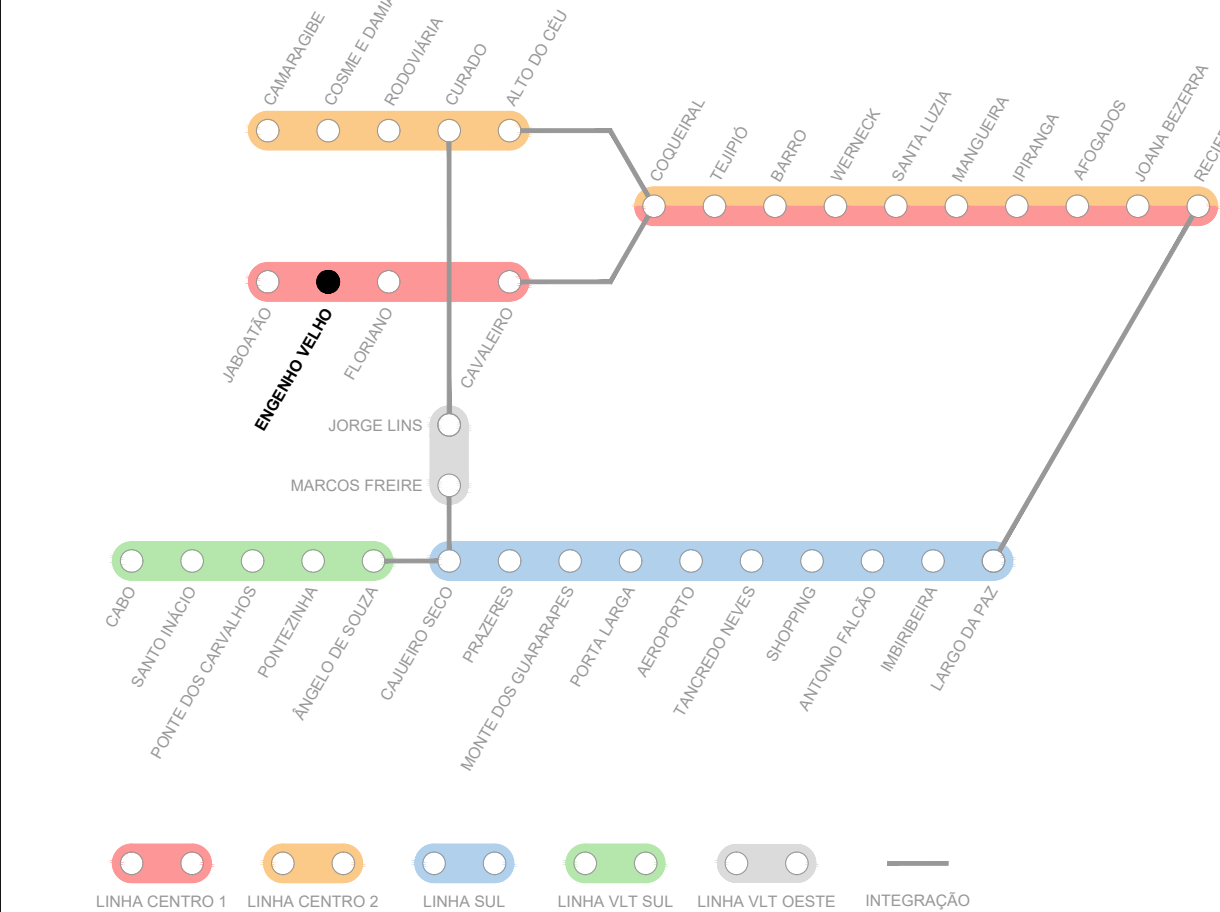 CAMARAGIBE
COSME E
RODOVIÁRIA
CURADO
ALTO DO CÉU
COQUEIRAL
TEJIPIÓ
BARRO
WERNECK
SANTA LUZIA
MANGUEIRA
IPIRANGA
AFOGADOS
JOANA BEZERRA
JABOATÃO
ENGENHO VELHO
FLORIANO
CAVALEIRO
JORGE LINS
MARCOS FREIRE
CABO
SANTO INÁCIO
PONTE DOS CARVALHOS
PONTEZINHA
ÂNGELO DE SOUZA
CAJUEIRO SECO
PRAZERES
MONTE DOS GUARARAPES
PORTA LARGA
AEROPORTO
TANCREDO NEVES
SHOPPING
ANTONIO FALCÃO
IMBIRIBEIRA
LARGO DA PAZ
LINHA CENTRO 1
LINHA CENTRO 2
LINHA SUL
LINHA VLT SUL
LINHA VLT OESTE
INTEGRAÇÃO